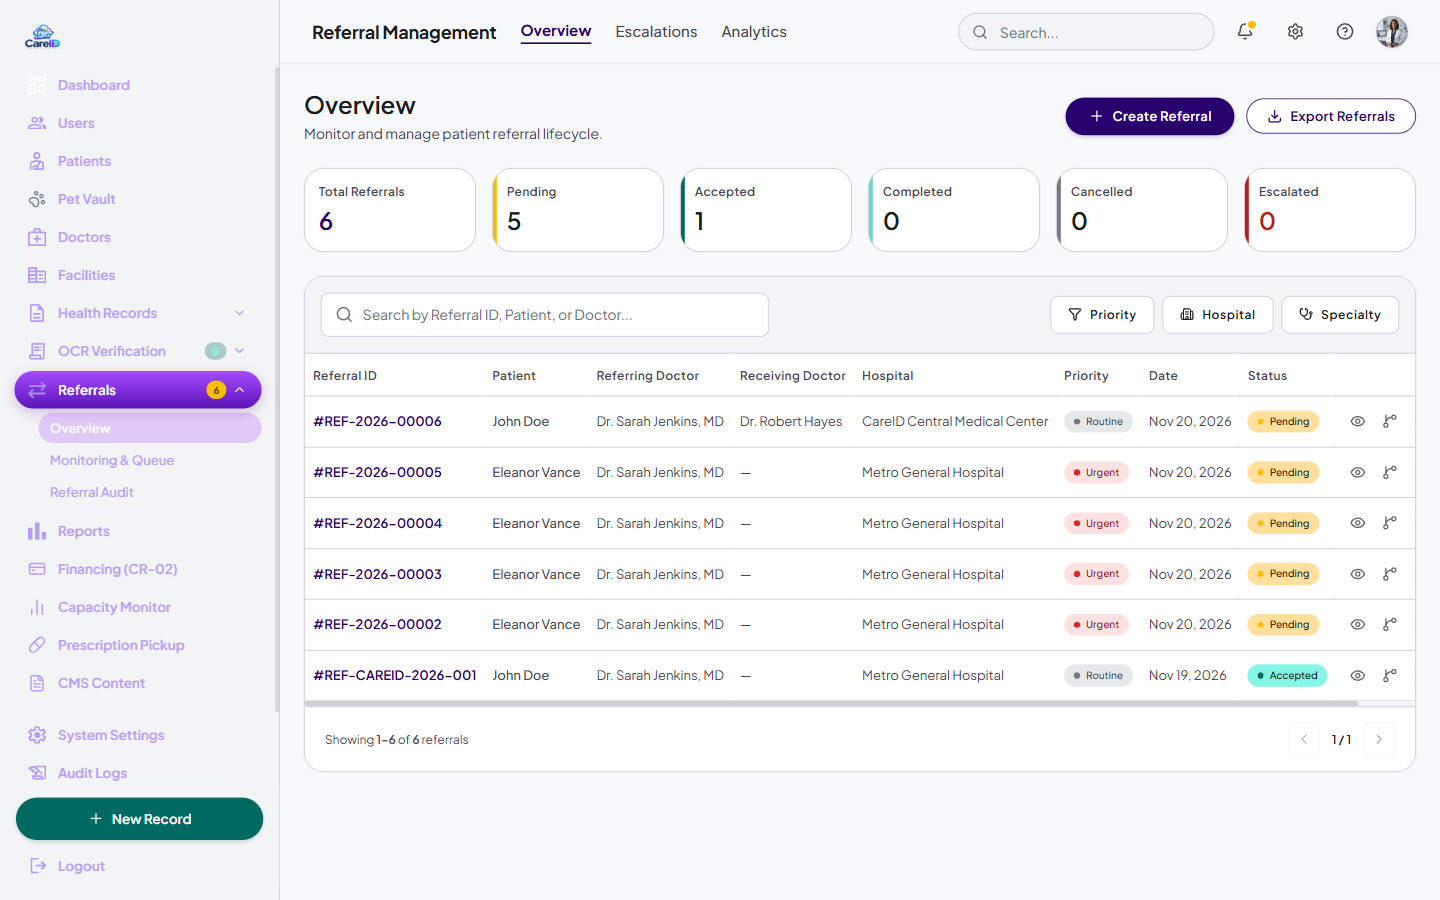 CareID
Dashboard
Users
Patients
Pet Vault
Doctors
Facilities
Health Records
OCR Verification 0
Referrals 6
Overview
Monitoring & Queue
Referral Audit
Reports
Financing (CR-02)
Capacity Monitor
Prescription Pickup
CMS Content
System Settings
Audit Logs
+ New Record
Logout
Referral Management Overview Escalations Analytics Search...
Overview
Monitor and manage patient referral lifecycle.
+ Create Referral Export Referrals
Total Referrals Pending Accepted Completed Cancelled Escalated
6 5 1 0 0 0
Search by Referral ID, Patient, or Doctor... Priority Hospital Specialty
Referral ID Patient Referring Doctor Receiving Doctor Hospital Priority Date Status
#REF-2026-00006 John Doe Dr. Sarah Jenkins, MD Dr. Robert Hayes CareID Central Medical Center Routine Nov 20, 2026 Pending
#REF-2026-00005 Eleanor Vance Dr. Sarah Jenkins, MD — Metro General Hospital Urgent Nov 20, 2026 Pending
#REF-2026-00004 Eleanor Vance Dr. Sarah Jenkins, MD — Metro General Hospital Urgent Nov 20, 2026 Pending
#REF-2026-00003 Eleanor Vance Dr. Sarah Jenkins, MD — Metro General Hospital Urgent Nov 20, 2026 Pending
#REF-2026-00002 Eleanor Vance Dr. Sarah Jenkins, MD — Metro General Hospital Urgent Nov 20, 2026 Pending
#REF-CAREID-2026-001 John Doe Dr. Sarah Jenkins, MD — Metro General Hospital Routine Nov 19, 2026 Accepted
Showing 1–6 of 6 referrals 1 / 1